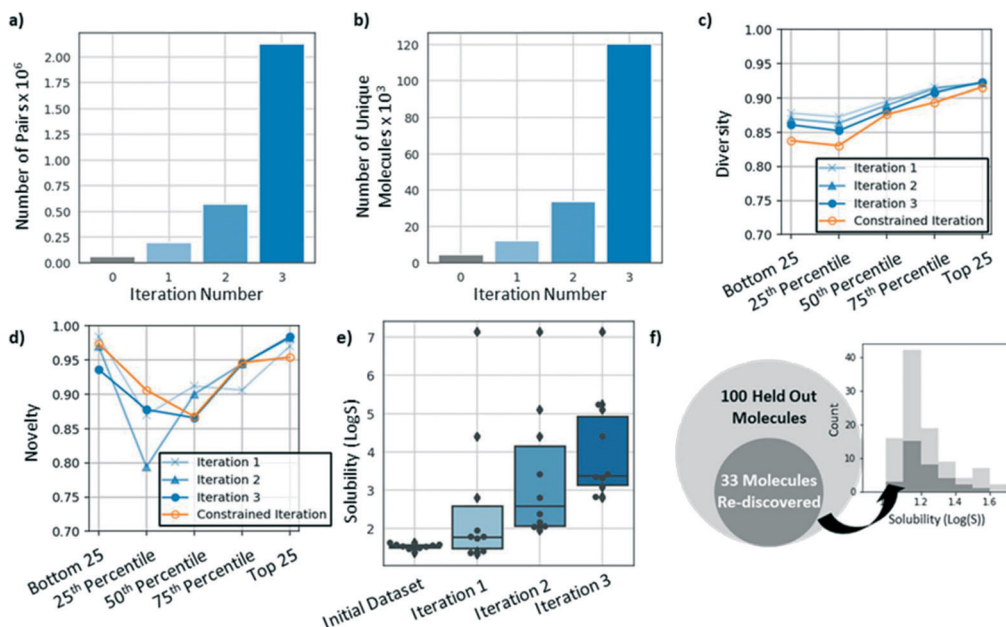 a)
Number of Pairs x 10⁶
2.00
1.75
1.50
1.25
1.00
0.75
0.50
0.25
0.00
0 1 2 3
Iteration Number
b)
Number of Unique
Molecules x 10³
120
100
80
60
40
20
0
0 1 2 3
Iteration Number
c)
Diversity
1.00
0.95
0.90
0.85
0.80
0.75
0.70
Iteration 1
Iteration 2
Iteration 3
Constrained Iteration
Bottom 25
25th Percentile
50th Percentile
75th Percentile
Top 25
d)
Novelty
1.00
0.95
0.90
0.85
0.80
0.75
0.70
Iteration 1
Iteration 2
Iteration 3
Constrained Iteration
Bottom 25
25th Percentile
50th Percentile
75th Percentile
Top 25
e)
Solubility (LogS)
7
6
5
4
3
2
Initial Dataset
Iteration 1
Iteration 2
Iteration 3
f)
100 Held Out
Molecules
33 Molecules
Re-discovered
Count
40
30
20
10
0
1.2 1.4 1.6
Solubility (Log(S))